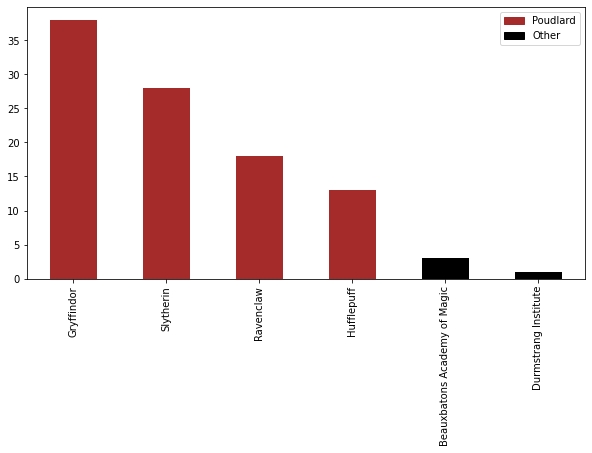 Poudlard
Other
35
30
25
20
15
10
5
0
Gryffindor
Slytherin
Ravenclaw
Hufflepuff
Beauxbatons Academy of Magic
Durmstrang Institute